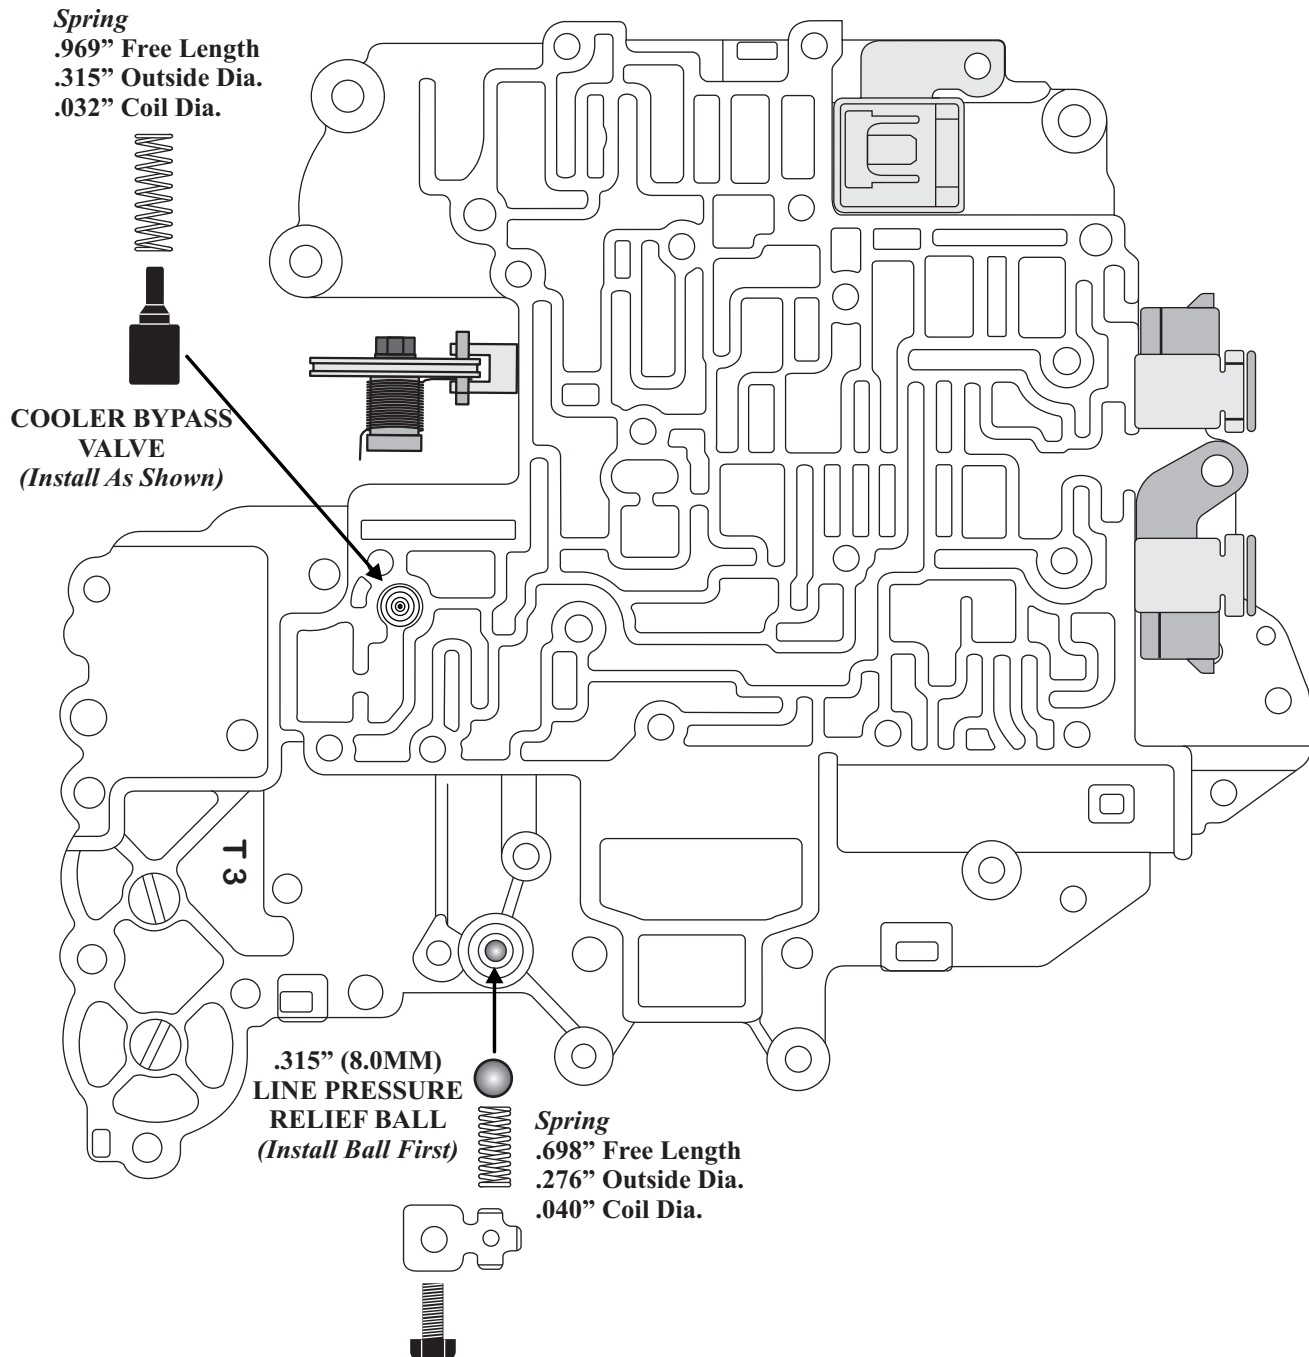 Spring
.969” Free Length
.315” Outside Dia.
.032” Coil Dia.
COOLER BYPASS
VALVE
(Install As Shown)
T3
.315” (8.0MM)
LINE PRESSURE
RELIEF BALL
(Install Ball First)
Spring
.698” Free Length
.276” Outside Dia.
.040” Coil Dia.